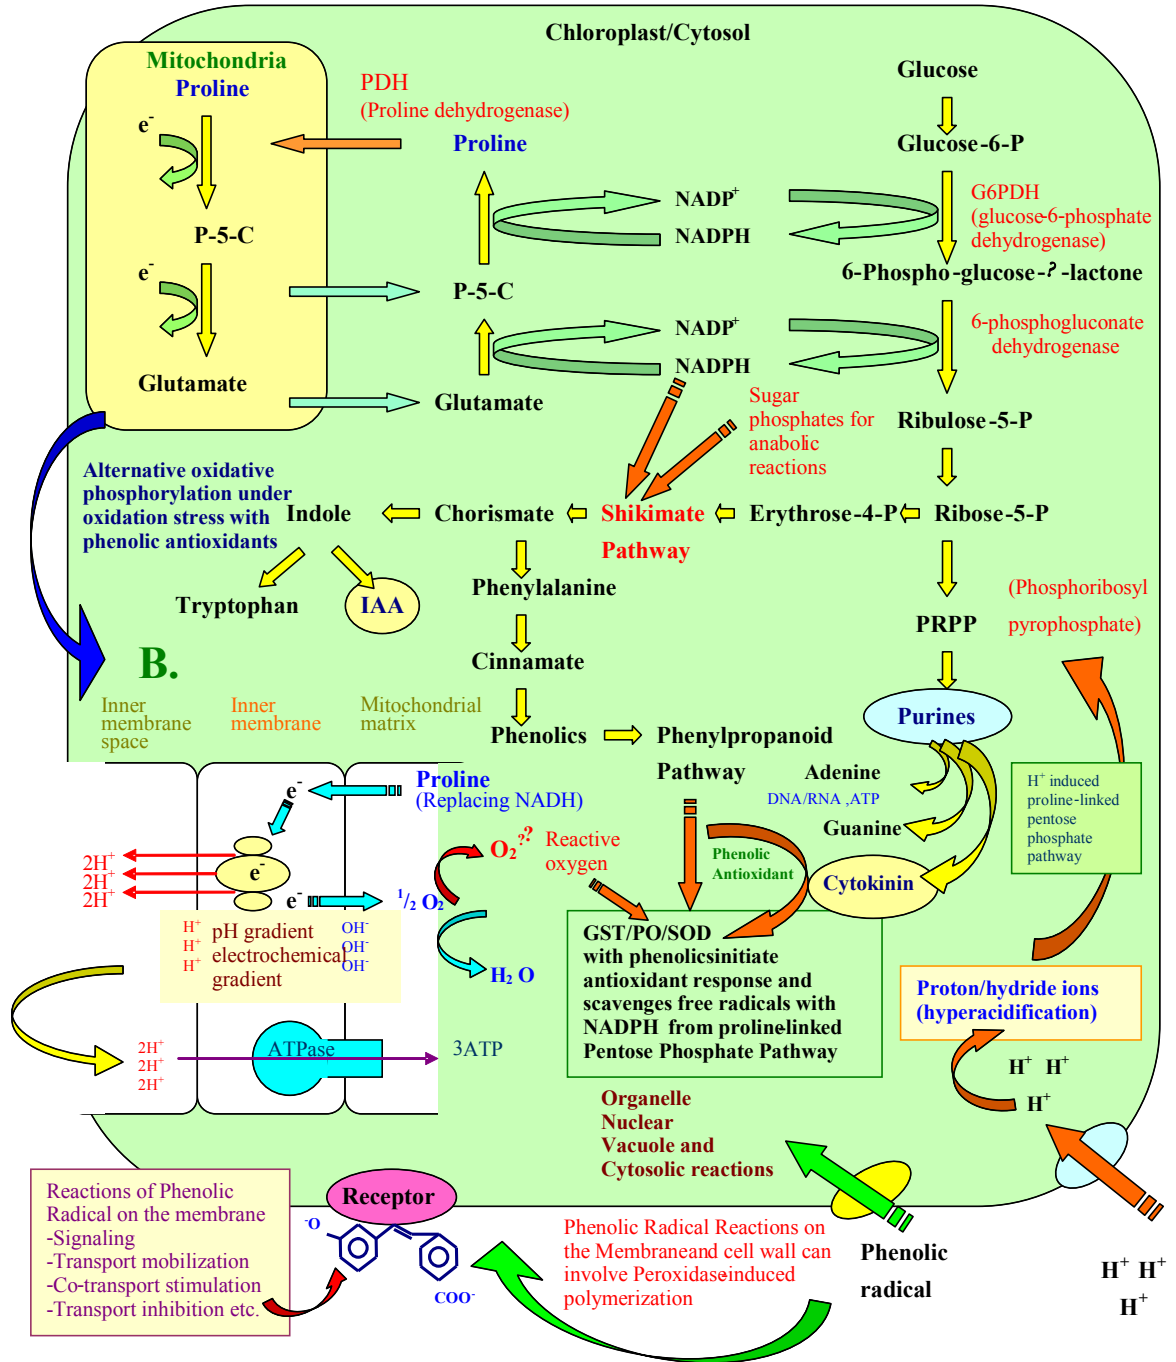 Chloroplast/Cytosol
Mitochondria
Proline
e-
P-5-C
e-
Glutamate
PDH
(Proline dehydrogenase)
Proline
P-5-C
Glutamate
NADP+
NADPH
NADP+
NADPH
Glucose
Glucose-6-P
G6PDH
(glucose-6-phosphate
dehydrogenase)
6-Phospho-glucose-?-lactone
6-phosphogluconate
dehydrogenase
Ribulose-5-P
Sugar
phosphates for
anabolic
reactions
Alternative oxidative
phosphorylation under
oxidation stress with
phenolic antioxidants
Indole
Chorismate
Shikimate
Pathway
Erythrose-4-P
Ribose-5-P
Tryptophan
IAA
Phenylalanine
Cinnamate
Phenolics
Phenylpropanoid
Pathway
PRPP
(Phosphoribosyl
pyrophosphate)
Purines
Adenine
DNA/RNA ,ATP
Guanine
Cytokinin
H+ induced
proline-linked
pentose
phosphate
pathway
B.
Inner
membrane
space
Inner
membrane
Mitochondrial
matrix
e-
Proline
(Replacing NADH)
2H+
2H+
2H+
e-
e-
1/2 O2
O2??
Reactive
oxygen
Phenolic
Antioxidant
H+
H+
H+
pH gradient
electrochemical
gradient
OH-
OH-
OH-
H2 O
2H+
2H+
2H+
ATPase
3ATP
GST/PO/SOD
with phenolicsinitiate
antioxidant response and
scavenges free radicals with
NADPH from proline-linked
Pentose Phosphate Pathway
Proton/hydride ions
(hyperacidification)
H+ H+
H+
Organelle
Nuclear
Vacuole and
Cytosolic reactions
Reactions of Phenolic
Radical on the membrane
-Signaling
-Transport mobilization
-Co-transport stimulation
-Transport inhibition etc.
Receptor
-O
COO-
Phenolic Radical Reactions on
the Membraneand cell wall can
involve Peroxidase-induced
polymerization
Phenolic
radical
H+ H+
H+